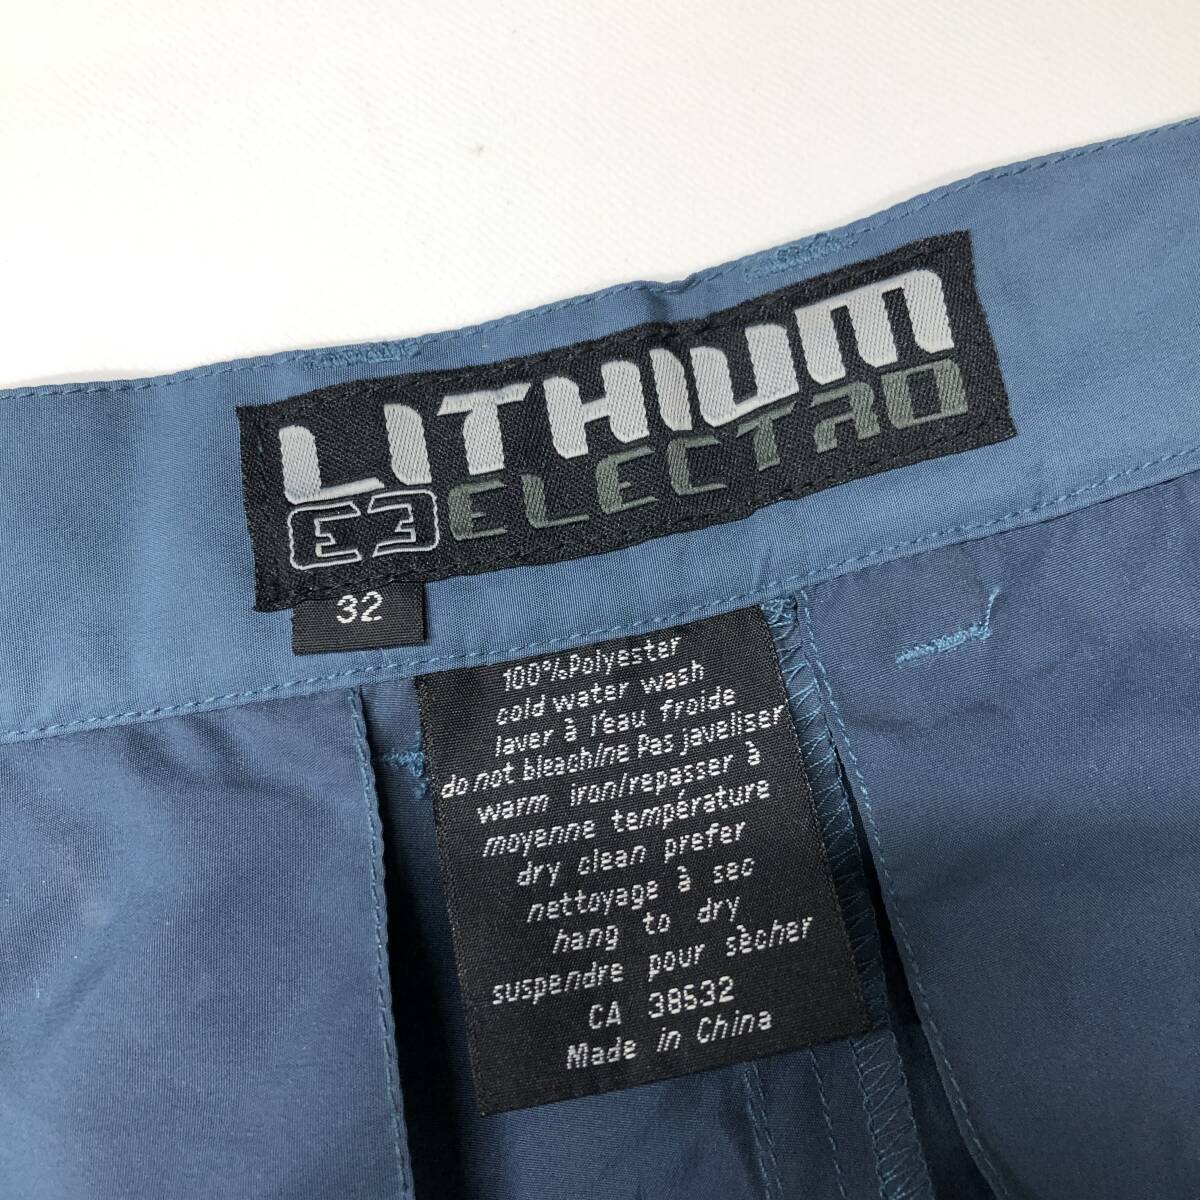 LITHIUM
E3 ELECTRO
32
100%Polyester
cold water wash
laver à l'eau froide
do not bleach/ne Pas javeliser
warm iron/repasser à
moyenne température
dry clean prefer
nettoyage à sec
hang to dry
suspendre pour sècher
CA 38532
Made in China